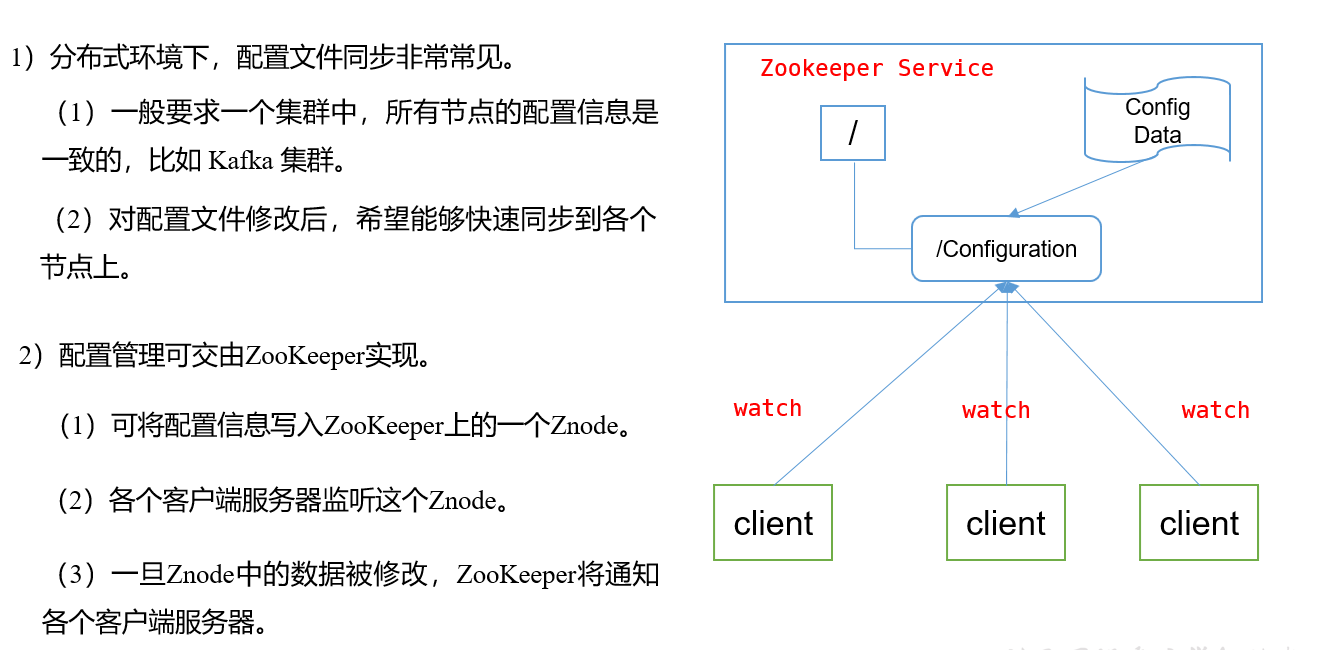 1）分布式环境下，配置文件同步非常常见。
（1）一般要求一个集群中，所有节点的配置信息是
一致的，比如 Kafka 集群。
（2）对配置文件修改后，希望能够快速同步到各个
节点上。
2）配置管理可交由ZooKeeper实现。
（1）可将配置信息写入ZooKeeper上的一个Znode。
（2）各个客户端服务器监听这个Znode。
（3）一旦Znode中的数据被修改，ZooKeeper将通知
各个客户端服务器。
Zookeeper Service
/
Config
Data
/Configuration
watch
watch
watch
client
client
client